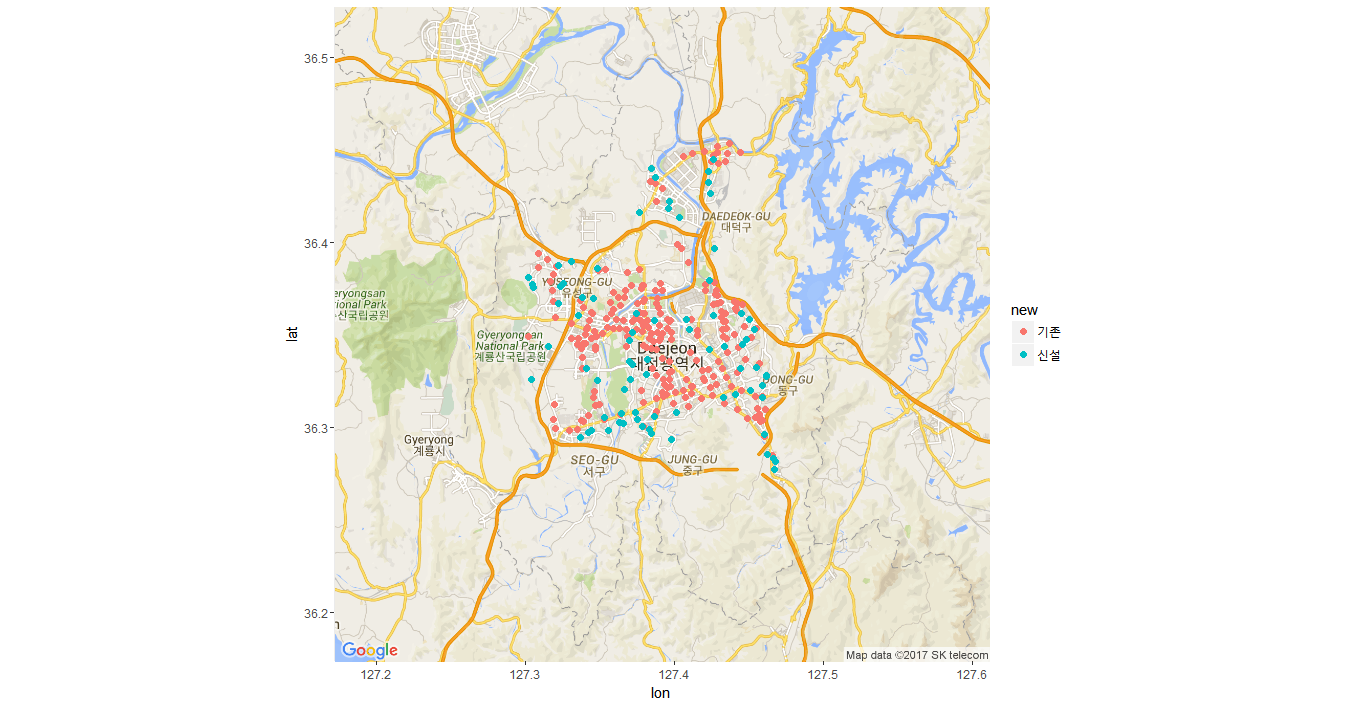 36.5
36.4
36.3
36.2
lat
DAEDEOK-GU
대덕구
YUSEONG-GU
유성구
eryongsan
tional Park
산국립공원
Gyeryongsan
National Park
계룡산국립공원
Daejeon
대전광역시
DONG-GU
동구
Gyeryong
계룡시
SEO-GU
서구
JUNG-GU
중구
n
Google
Map data ©2017 SK telecom
127.2
127.3
127.4
127.5
127.6
lon
new
기존
신설